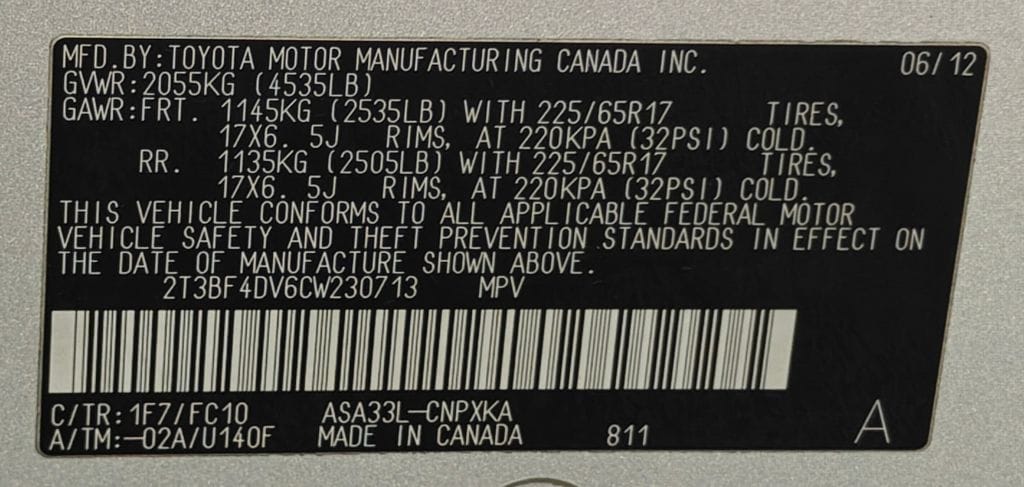 MFD.BY:TOYOTA MOTOR MANUFACTURING CANADA INC. 06/12
GVWR:2055KG (4535LB)
GAWR:FRT. 1145KG (2535LB) WITH 225/65R17 TIRES,
17X6. 5J RIMS, AT 220KPA (32PSI) COLD.
RR. 1135KG (2505LB) WITH 225/65R17 TIRES,
17X6. 5J RIMS, AT 220KPA (32PSI) COLD.
THIS VEHICLE CONFORMS TO ALL APPLICABLE FEDERAL MOTOR
VEHICLE SAFETY AND THEFT PREVENTION STANDARDS IN EFFECT ON
THE DATE OF MANUFACTURE SHOWN ABOVE.
2T3BF4DV6CW230713 MPV
C/TR: 1F7/FC10 ASA33L-CNPXKA
A/TM:-02A/U140F MADE IN CANADA 811 A